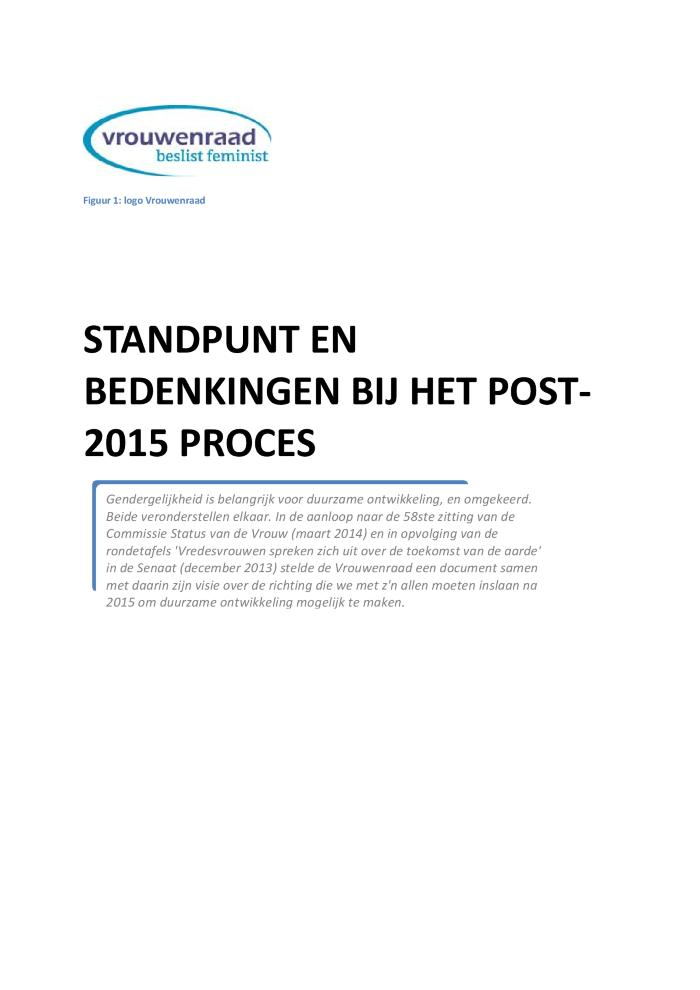 vrouwenraad
beslist feminist
Figuur 1: logo Vrouwenraad
STANDPUNT EN
BEDENKINGEN BIJ HET POST-
2015 PROCES
Gendergelijkheid is belangrijk voor duurzame ontwikkeling, en omgekeerd.
Beide veronderstellen elkaar. In de aanloop naar de 58ste zitting van de
Commissie Status van de Vrouw (maart 2014) en in opvolging van de
rondetafels 'Vredesvrouwen spreken zich uit over de toekomst van de aarde'
in de Senaat (december 2013) stelde de Vrouwenraad een document samen
met daarin zijn visie over de richting die we met z'n allen moeten inslaan na
2015 om duurzame ontwikkeling mogelijk te maken.